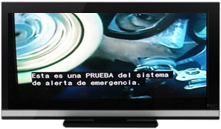 Esta es una PRUEBA del sistema
de alerta de emergencia.